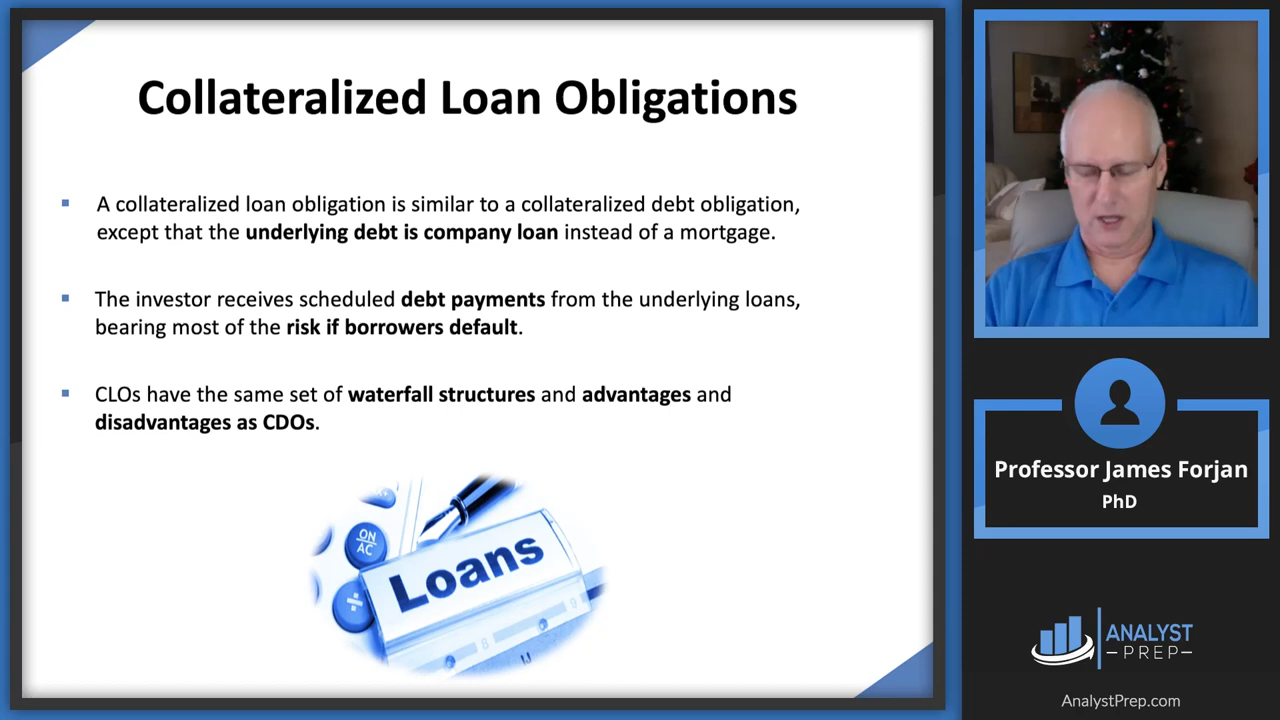 Collateralized Loan Obligations
A collateralized loan obligation is similar to a collateralized debt obligation,
except that the underlying debt is company loan instead of a mortgage.
The investor receives scheduled debt payments from the underlying loans,
bearing most of the risk if borrowers default.
CLOs have the same set of waterfall structures and advantages and
disadvantages as CDOs.
ON
AC
÷
Loans
8
9
Professor James Forjan
PhD
ANALYST
PREP
AnalystPrep.com